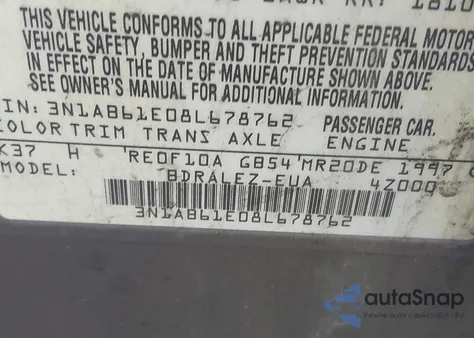 THIS VEHICLE CONFORMS TO ALL APPLICABLE FEDERAL MOTOR
VEHICLE SAFETY, BUMPER AND THEFT PREVENTION STANDARDS
IN EFFECT ON THE DATE OF MANUFACTURE SHOWN ABOVE.
SEE OWNER'S MANUAL FOR ADDITIONAL INFORMATION.
IN: 3N1AB61E08L678762 PASSENGER CAR.
COLOR TRIM TRANS AXLE ENGINE
K37 H RE0F10A GB54 MR20DE 1997
MODEL: BDRALEZ-EUA 4Z000
3N1AB61E08L678762
autoSnap